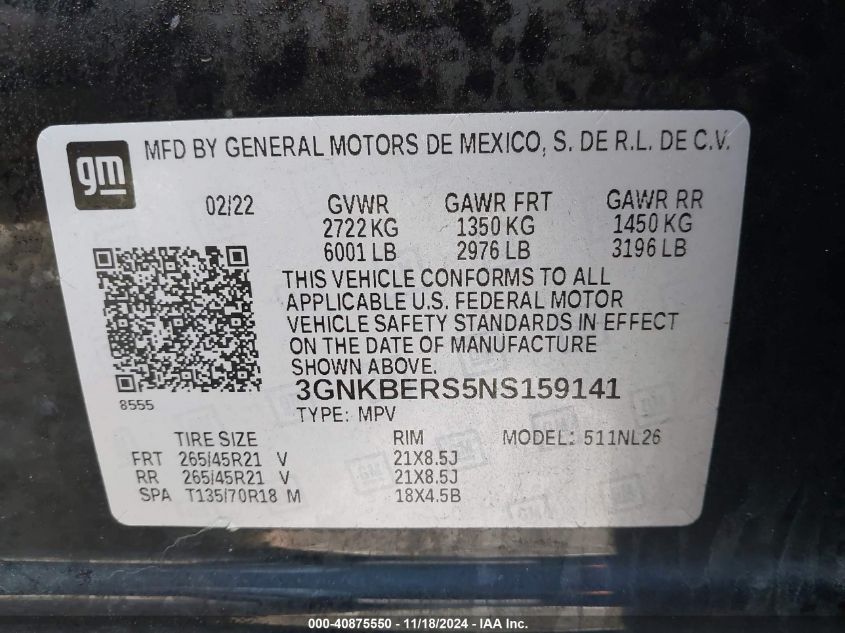 gm
MFD BY GENERAL MOTORS DE MEXICO, S. DE R.L. DE C.V.
02/22 GVWR GAWR FRT GAWR RR
2722 KG 1350 KG 1450 KG
6001 LB 2976 LB 3196 LB
THIS VEHICLE CONFORMS TO ALL
APPLICABLE U.S. FEDERAL MOTOR
VEHICLE SAFETY STANDARDS IN EFFECT
ON THE DATE OF MANUFACTURE
SHOWN ABOVE.
8555
3GNKBERS5NS159141
TYPE: MPV
TIRE SIZE RIM MODEL: 511NL26
FRT 265/45R21 V 21X8.5J
RR 265/45R21 V 21X8.5J
SPA T135/70R18 M 18X4.5B
000-40875550 - 11/18/2024 - IAA Inc.